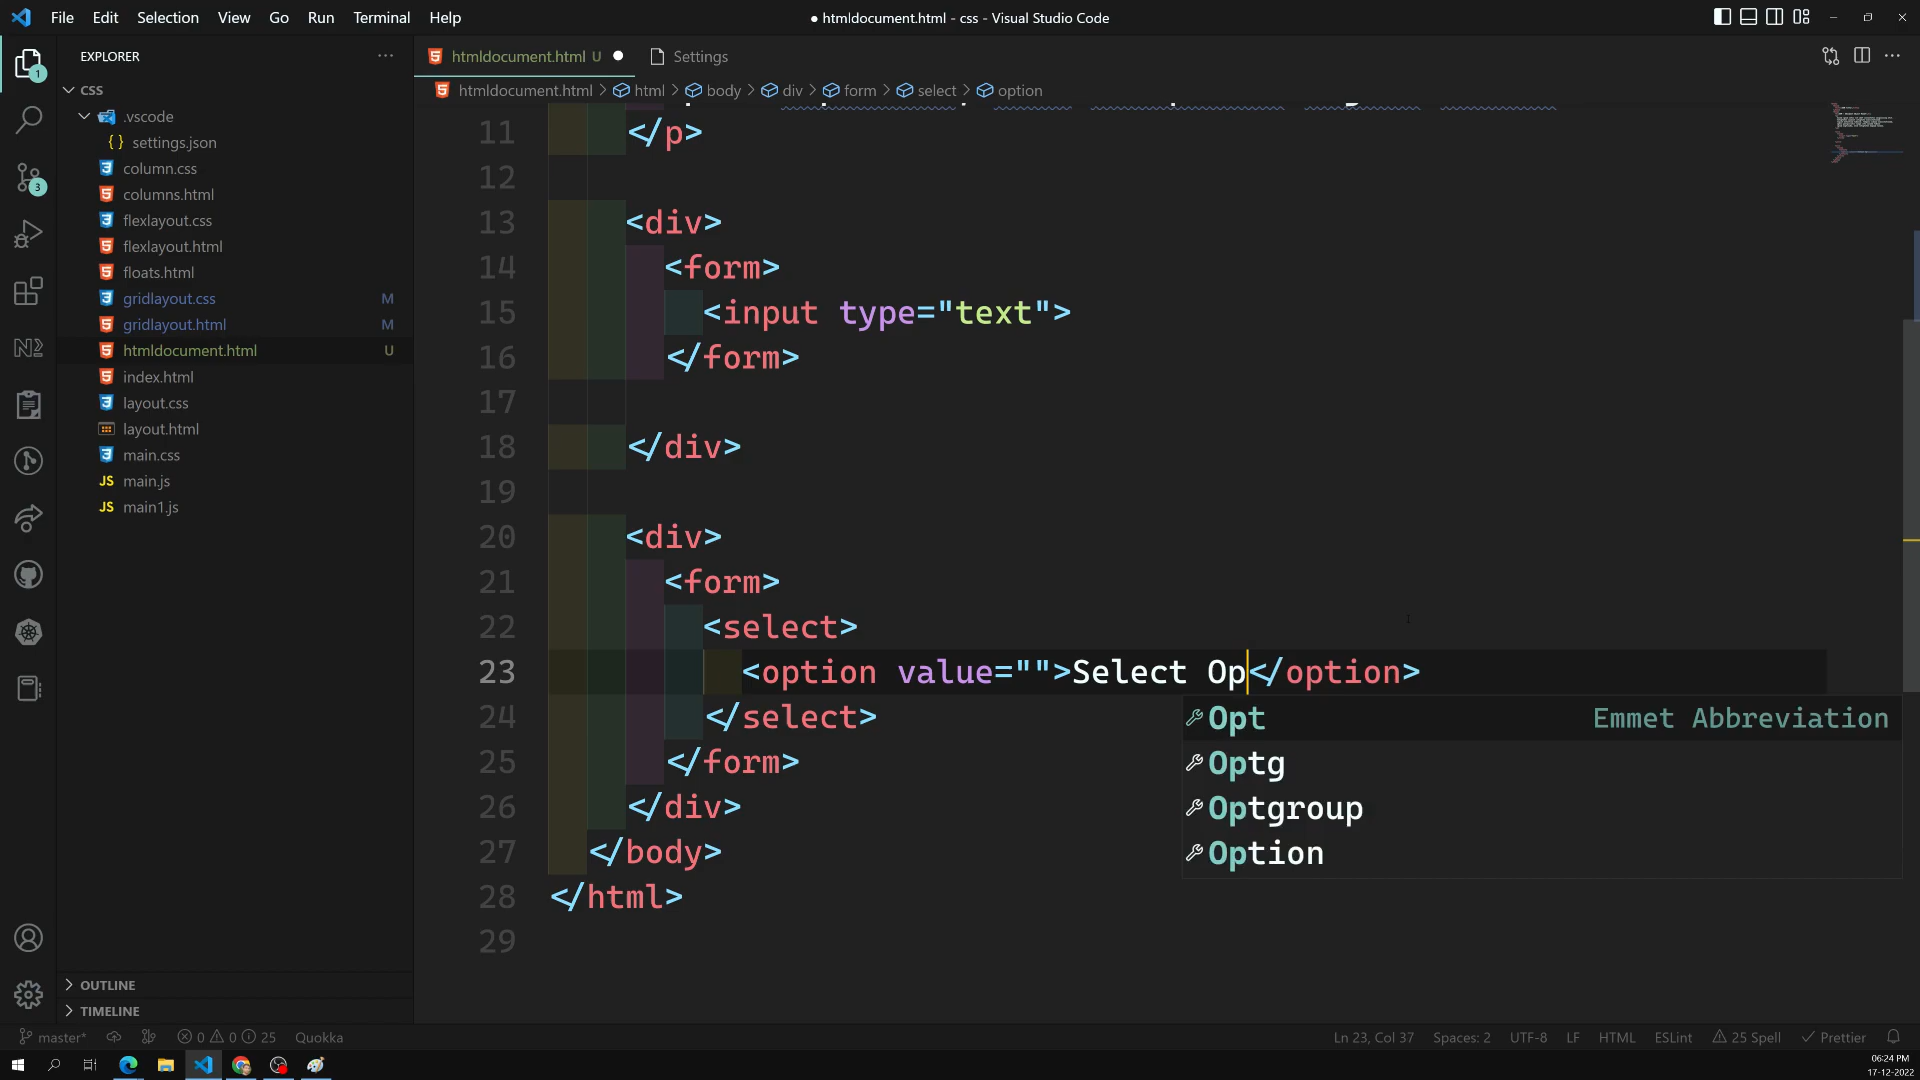 File Edit Selection View Go Run Terminal Help
● htmldocument.html - css - Visual Studio Code
EXPLORER
CSS
.vscode
{ } settings.json
column.css
columns.html
flexlayout.css
flexlayout.html
floats.html
gridlayout.css M
gridlayout.html M
htmldocument.html U
index.html
layout.css
layout.html
main.css
JS main.js
JS main1.js
OUTLINE
TIMELINE
1
3
htmldocument.html U ●
Settings
htmldocument.html > html > body > div > form > select > option
11 </p>
12
13 <div>
14 <form>
15 <input type="text">
16 </form>
17
18 </div>
19
20 <div>
21 <form>
22 <select>
23 <option value="">Select Op</option>
24 </select>
25 </form>
26 </div>
27 </body>
28 </html>
29
Opt Emmet Abbreviation
Optg
Optgroup
Option
master* 0 0 25 Quokka
Ln 23, Col 37 Spaces: 2 UTF-8 LF HTML ESLint 25 Spell Prettier
06:24 PM
17-12-2022